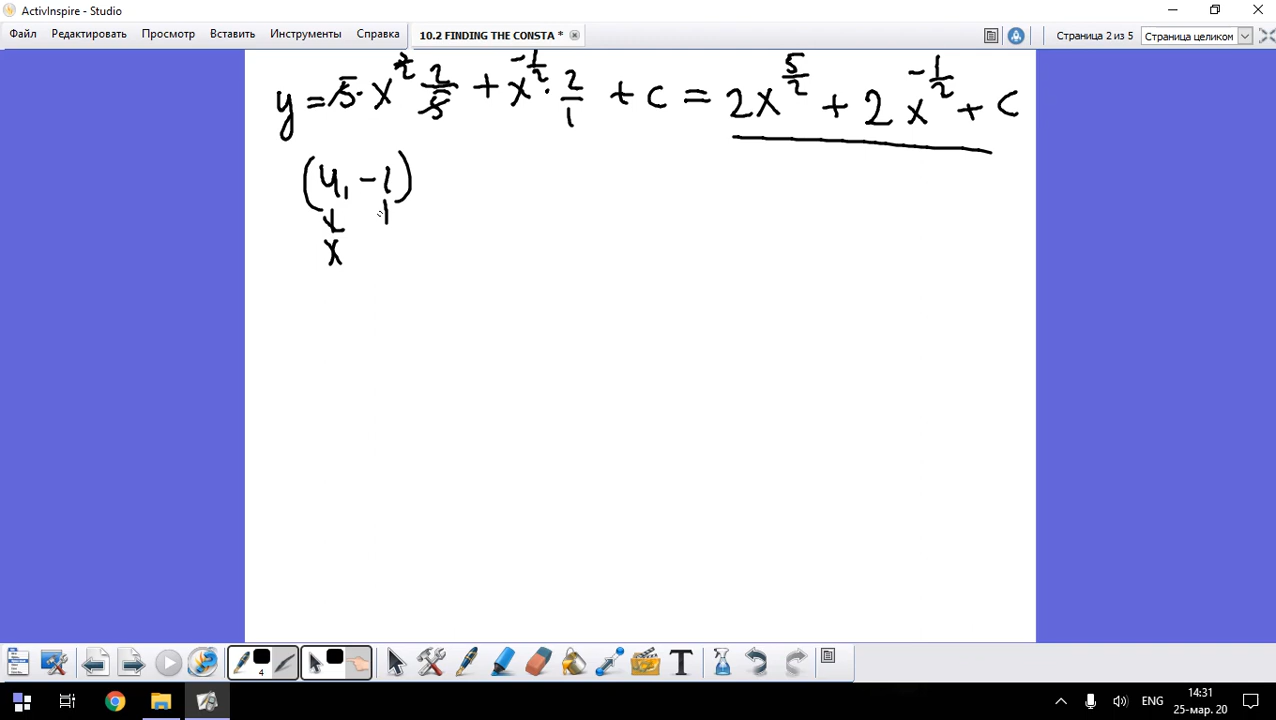 ActivInspire - Studio
Файл Редактировать Просмотр Вставить Инструменты Справка 10.2 FINDING THE CONSTA * Страница 2 из 5 Страница целиком
y = 5 · x^{5/2} 2/5 + x^{-1/2} · 2/1 + c = 2x^{5/2} + 2x^{-1/2} + c
(4, -1)
x
4
14:31
ENG
25-мар. 20